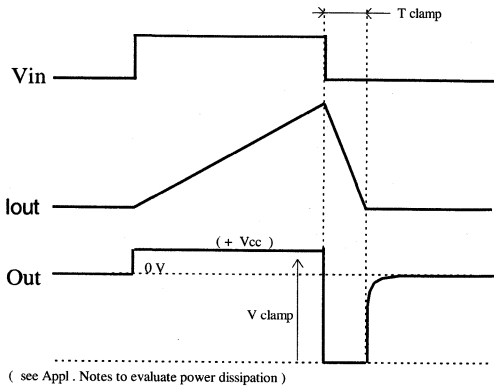 T clamp
Vin
Iout
( + Vcc )
0 V
Out
V clamp
( see Appl . Notes to evaluate power dissipation )